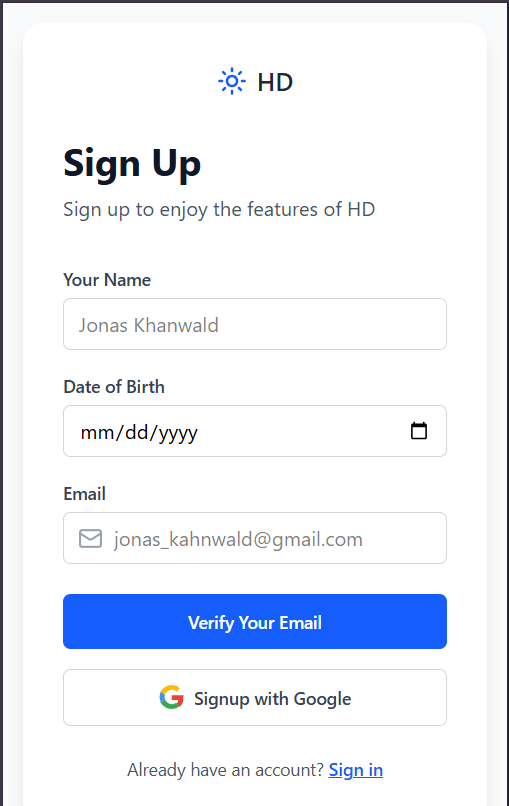 HD
Sign Up
Sign up to enjoy the features of HD
Your Name
Jonas Khanwald
Date of Birth
mm/dd/yyyy
Email
jonas_kahnwald@gmail.com
Verify Your Email
Signup with Google
Already have an account? Sign in